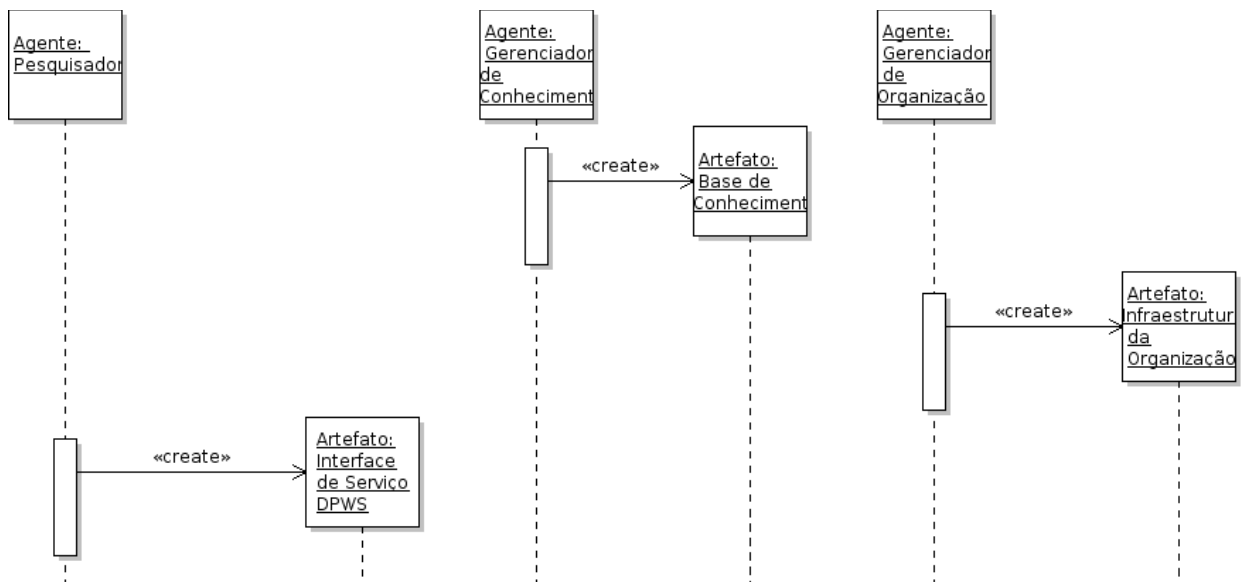 Agente:
Pesquisador
Agente:
Gerenciador
de
Conheciment
Agente:
Gerenciador
de
Organização
«create»
Artefato:
Base de
Conheciment
«create»
Artefato:
Infraestrutur
da
Organização
«create»
Artefato:
Interface
de Serviço
DPWS